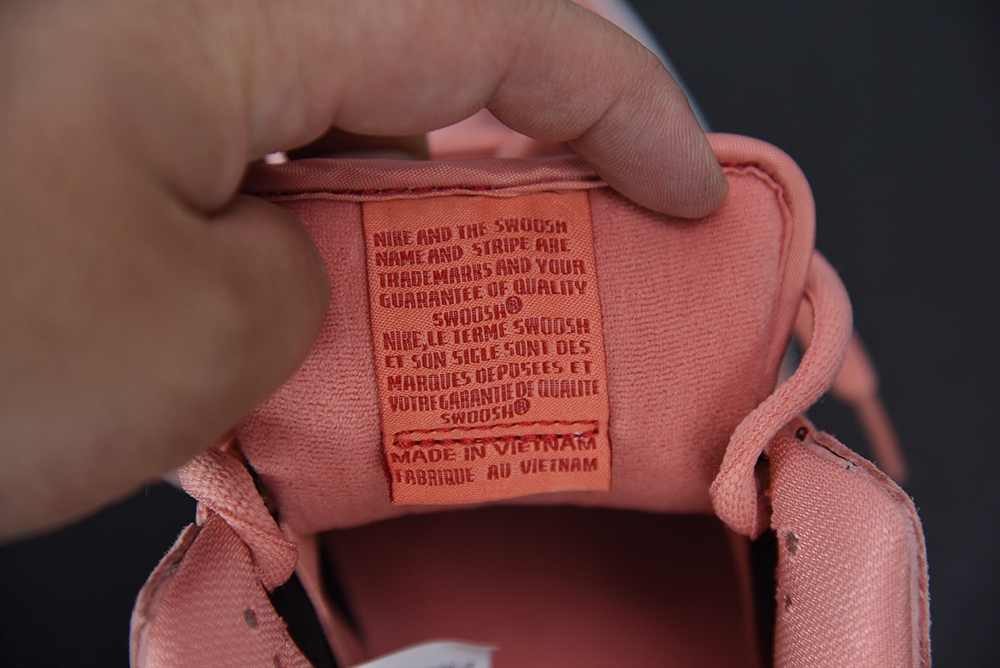 NIKE AND THE SWOOSH
NAME AND STRIPE ARE
TRADEMARKS AND YOUR
GUARANTEE OF QUALITY
SWOOSH®
NIKE, LE TERME SWOOSH
ET SON SIGLE SONT DES
MARQUES DEPOSEES ET
VOTRE GARANTIE DE QUALITE
SWOOSH®
MADE IN VIETNAM
FABRIQUE AU VIETNAM